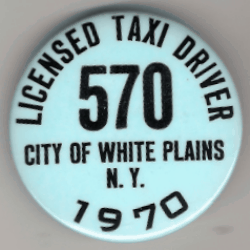 LICENSED TAXI DRIVER
570
CITY OF WHITE PLAINS
N. Y.
1970